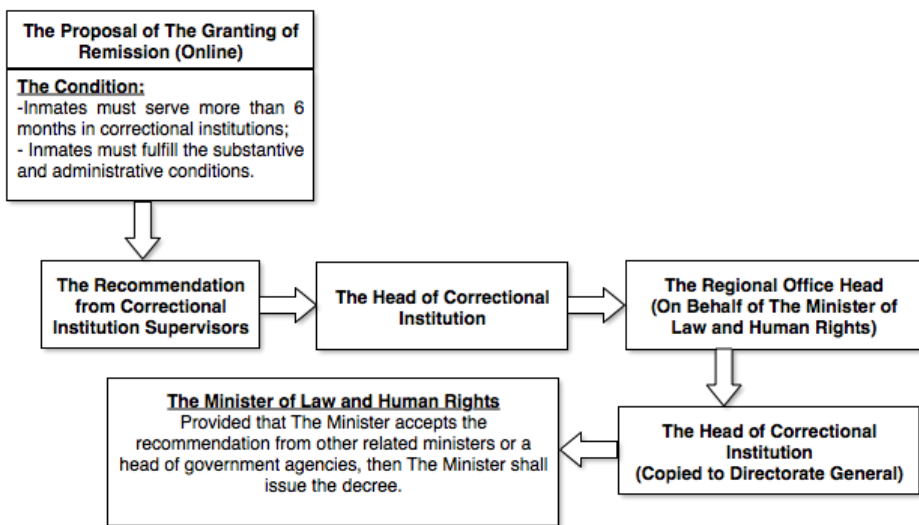 The Proposal of The Granting of
Remission (Online)
The Condition:
-Inmates must serve more than 6
months in correctional institutions;
- Inmates must fulfill the substantive
and administrative conditions.
The Recommendation
from Correctional
Institution Supervisors
The Head of Correctional
Institution
The Regional Office Head
(On Behalf of The Minister of
Law and Human Rights)
The Head of Correctional
Institution
(Copied to Directorate General)
The Minister of Law and Human Rights
Provided that The Minister accepts the
recommendation from other related ministers or a
head of government agencies, then The Minister shall
issue the decree.